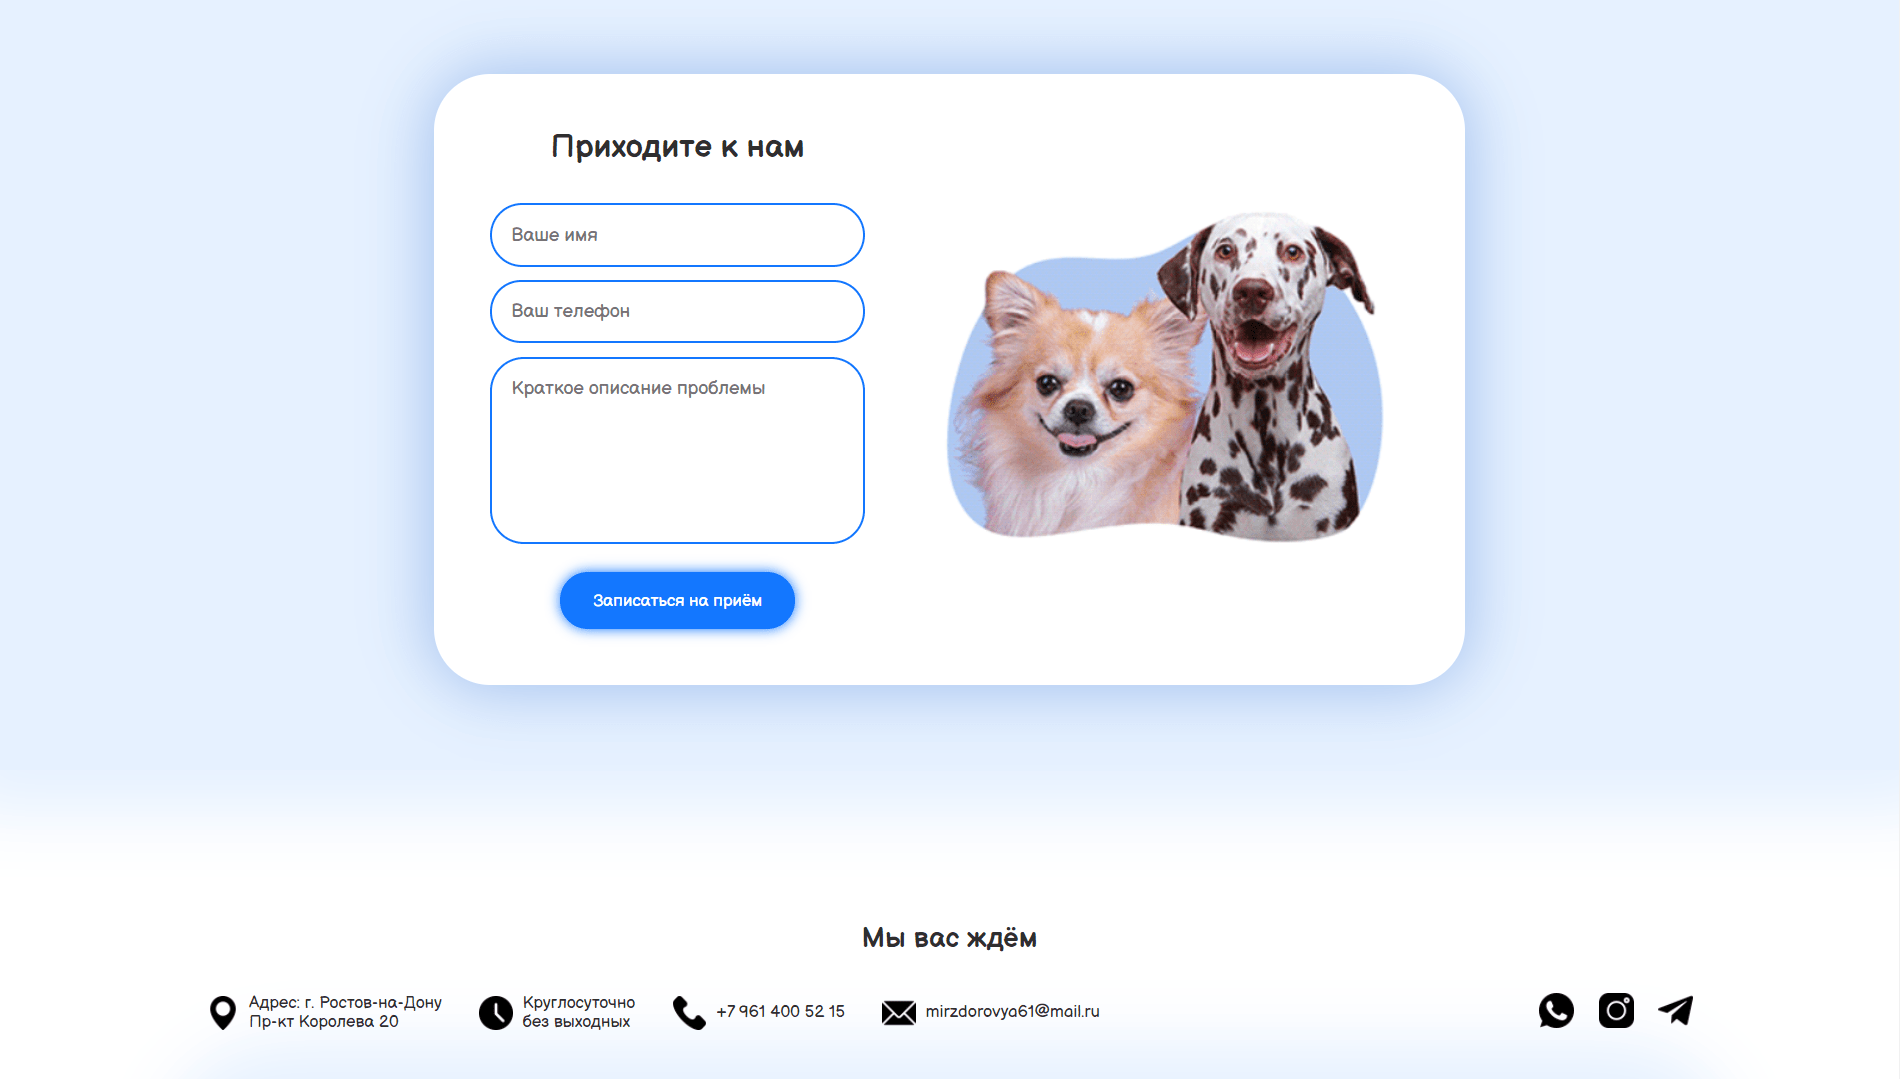 Приходите к нам
Ваше имя
Ваш телефон
Краткое описание проблемы
Записаться на приём
Мы вас ждём
Адрес: г. Ростов-на-Дону
Пр-кт Королева 20
Круглосуточно
без выходных
+7 961 400 52 15
mirzdorovya61@mail.ru